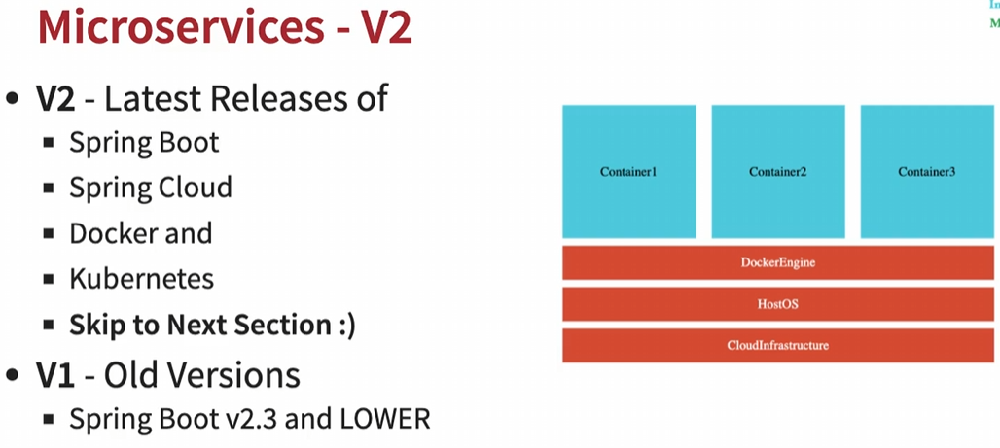 Microservices - V2
• V2 - Latest Releases of
▪ Spring Boot
▪ Spring Cloud
▪ Docker and
▪ Kubernetes
▪ Skip to Next Section :)
• V1 - Old Versions
▪ Spring Boot v2.3 and LOWER
Container1
Container2
Container3
DockerEngine
HostOS
CloudInfrastructure